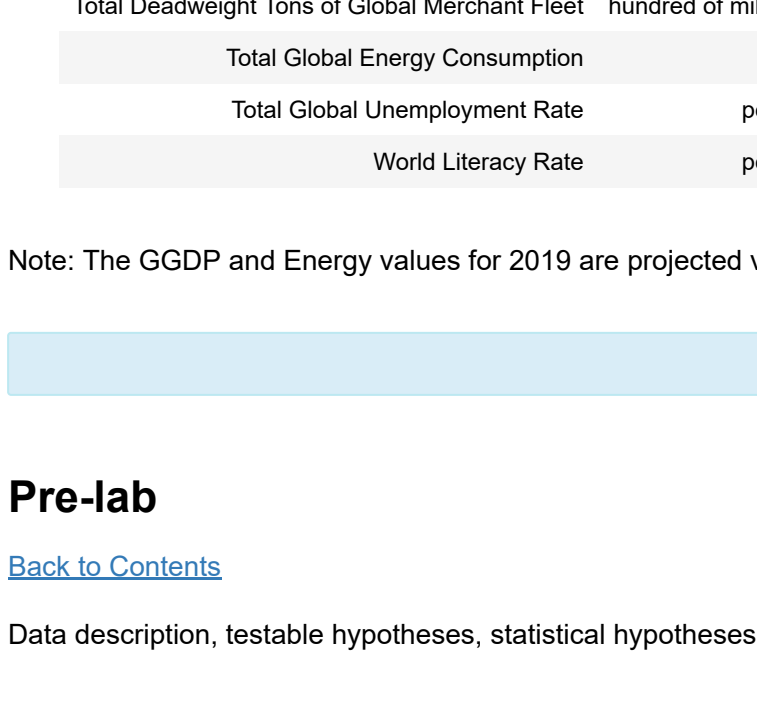 Total Deadweight Tons of Global Merchant Fleet hundred of
Total Global Energy Consumption
Total Global Unemployment Rate
World Literacy Rate
Note: The GGDP and Energy values for 2019 are projected
Pre-lab
Back to Contents
Data description, testable hypotheses, statistical hypotheses